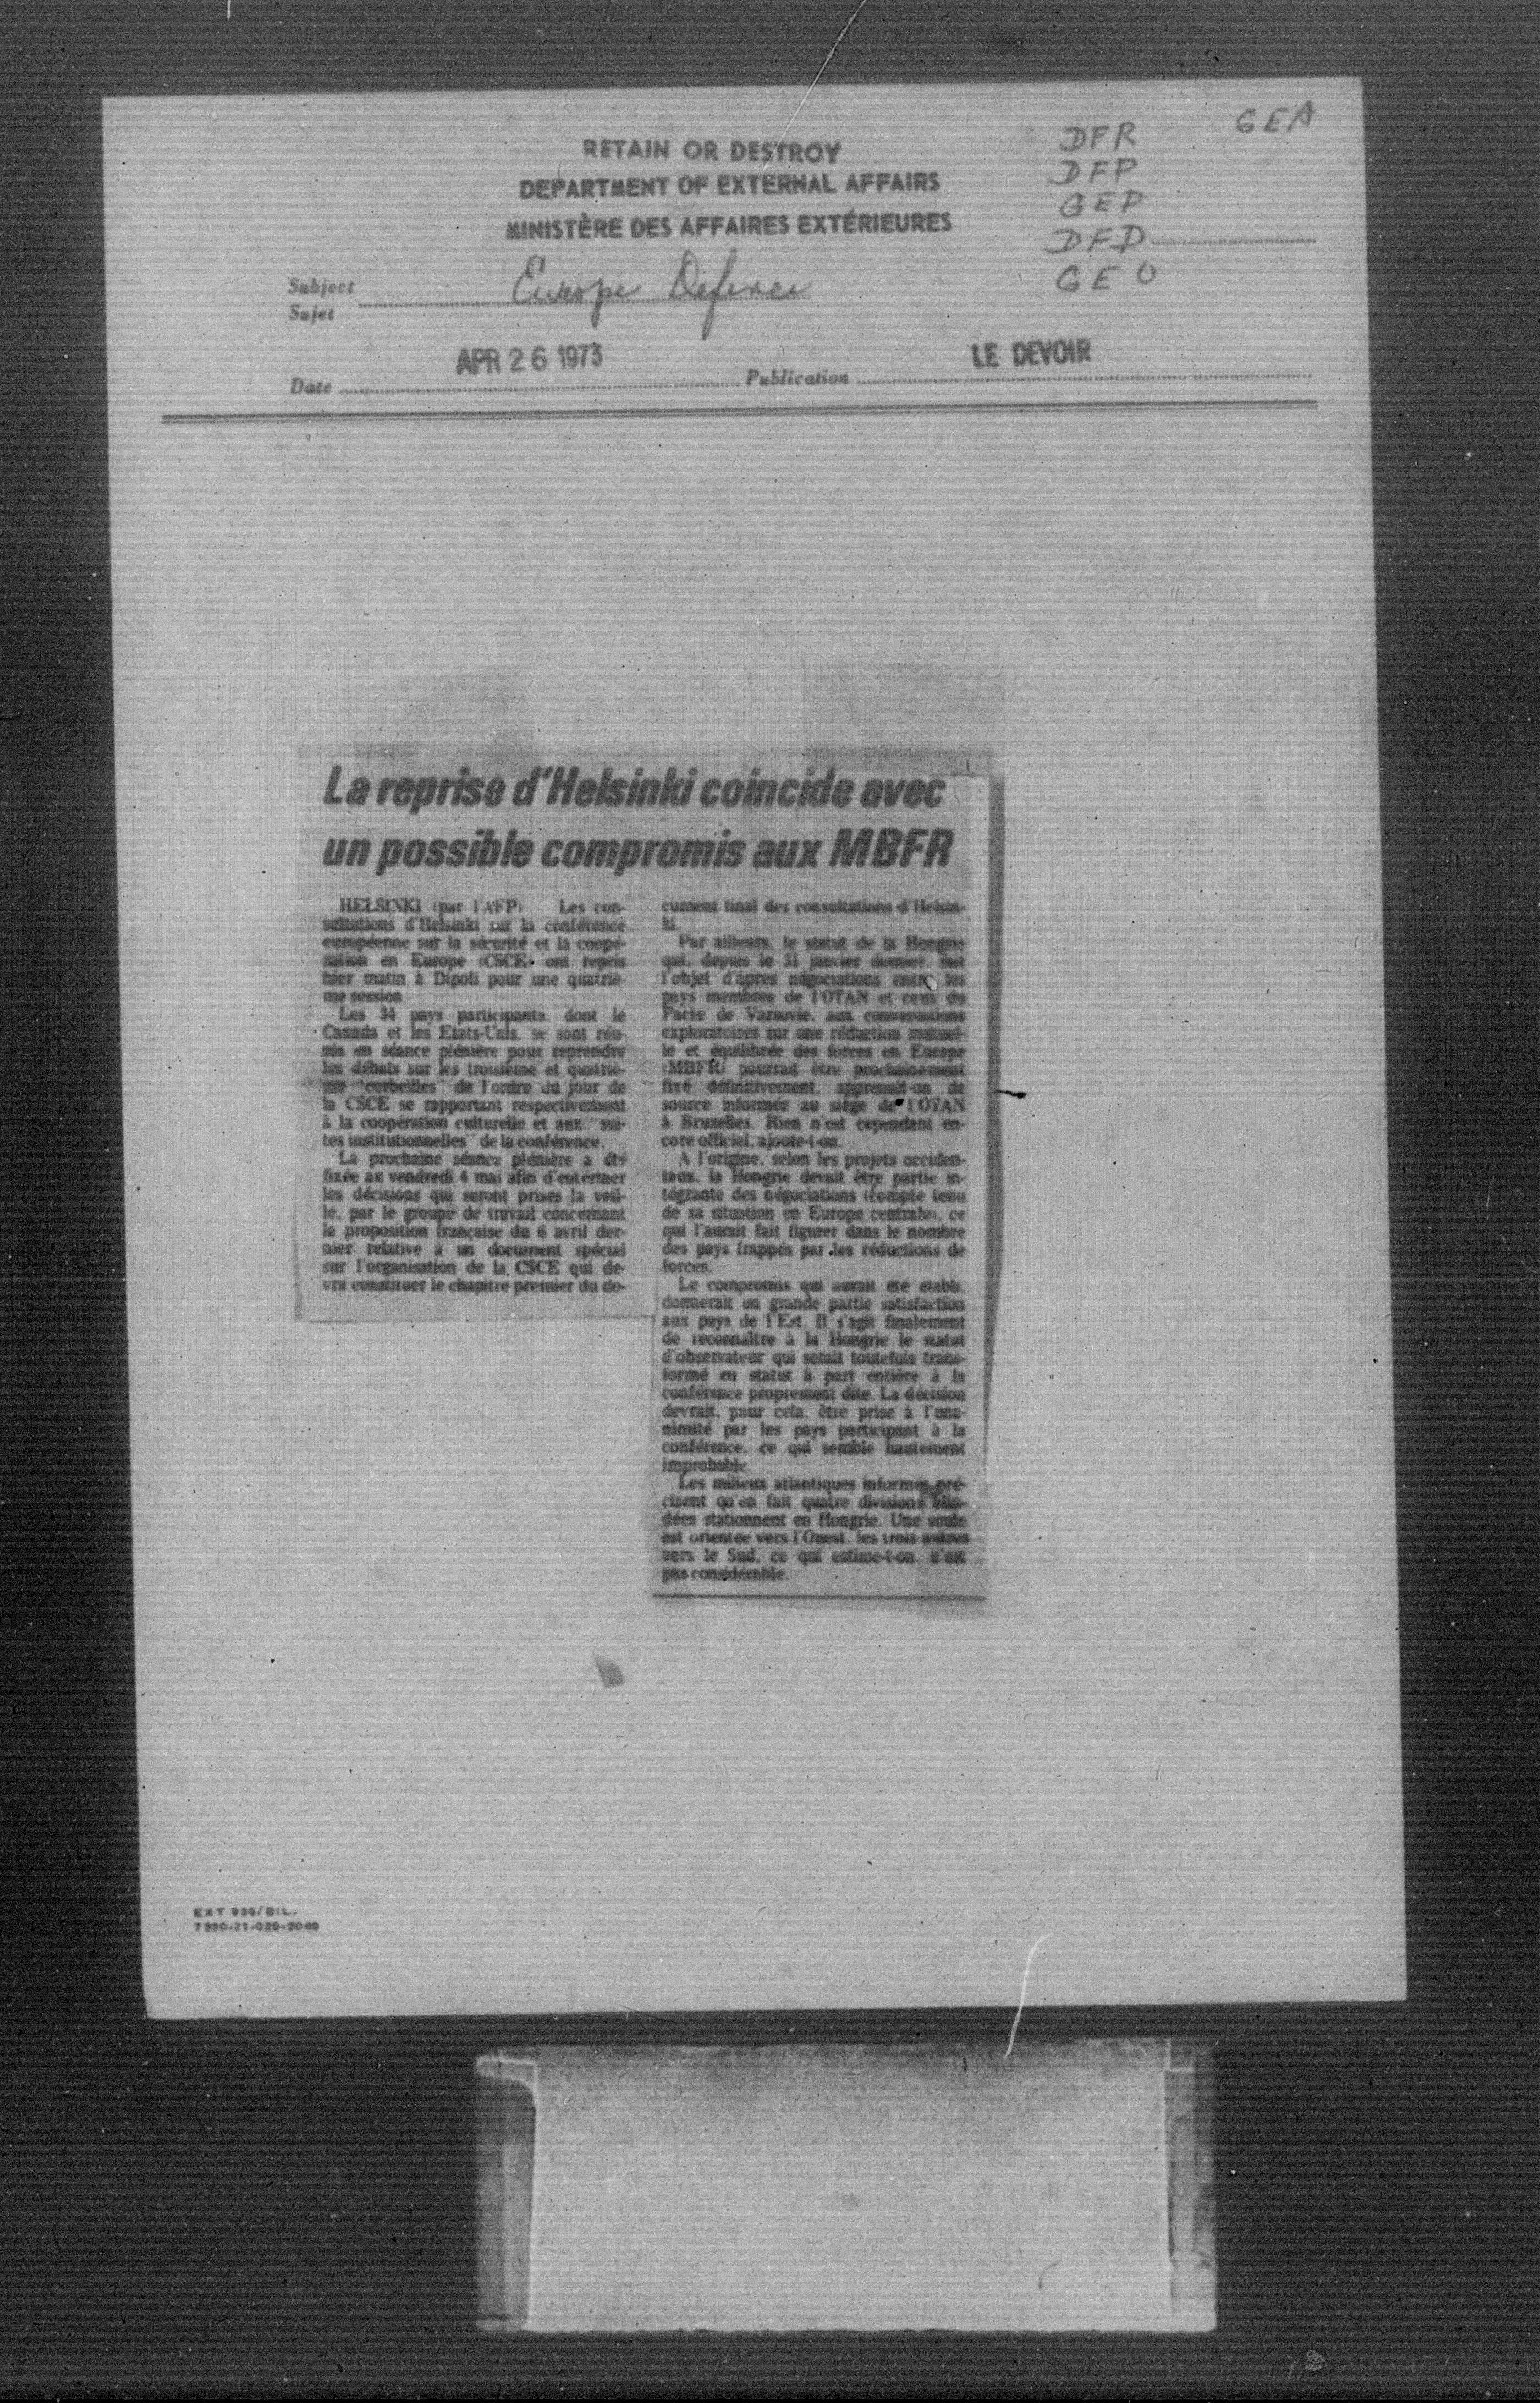 GEA
DFR
DFP
GEP
DFD
GEO
RETAIN OR DESTROY
DEPARTMENT OF EXTERNAL AFFAIRS
MINISTÈRE DES AFFAIRES EXTÉRIEURES
Subject
Sujet
Europe Defence
Date APR 26 1973 Publication LE DEVOIR
La reprise d'Helsinki coincide avec
un possible compromis aux MBFR
HELSINKI (par l'AFP) Les con-
sultations d'Helsinki sur la conférence
européenne sur la sécurité et la coopé-
ration en Europe (CSCE) ont repris
hier matin à Dipoli pour une quatriè-
me session.
Les 34 pays participants, dont le
Canada et les Etats-Unis, se sont réu-
nis en séance plénière pour reprendre
les débats sur les troisième et quatriè-
me "corbeilles" de l'ordre du jour de
la CSCE se rapportant respectivement
à la coopération culturelle et aux "sui-
tes institutionnelles" de la conférence.
La prochaine séance plénière a été
fixée au vendredi 4 mai afin d'entériner
les décisions qui seront prises la veil-
le, par le groupe de travail concernant
la proposition française du 6 avril der-
nier relative à un document spécial
sur l'organisation de la CSCE qui de-
vra constituer le chapitre premier du do-
cument final des consultations d'Helsin-
ki.
Par ailleurs, le statut de la Hongrie
qui, depuis le 31 janvier dernier, fait
l'objet d'âpres négociations entre les
pays membres de l'OTAN et ceux du
Pacte de Varsovie, aux conversations
exploratoires sur une réduction mutuel-
le et équilibrée des forces en Europe
(MBFR) pourrait être prochainement
fixé définitivement, apprenait-on de
source informée au siège de l'OTAN
à Bruxelles. Rien n'est cependant en-
core officiel, ajoute-t-on.
A l'origine, selon les projets occiden-
taux, la Hongrie devait être partie in-
tégrante des négociations (compte tenu
de sa situation en Europe centrale), ce
qui l'aurait fait figurer dans le nombre
des pays frappés par les réductions de
forces.
Le compromis qui aurait été établi,
donnerait en grande partie satisfaction
aux pays de l'Est. Il s'agit finalement
de reconnaître à la Hongrie le statut
d'observateur qui serait toutefois trans-
formé en statut à part entière à la
conférence proprement dite. La décision
devrait, pour cela, être prise à l'una-
nimité par les pays participant à la
conférence, ce qui semble hautement
improbable.
Les milieux atlantiques informés pré-
cisent qu'en fait quatre divisions blin-
dées stationnent en Hongrie. Une seule
est orientée vers l'Ouest, les trois autres
vers le Sud, ce qui estime-t-on, n'est
pas considérable.
EXT 936/BIL.
7530-21-029-5049